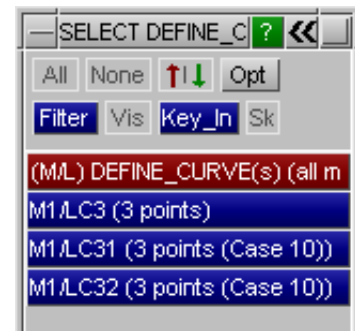 SELECT DEFINE_C ?
All None Opt
Filter Vis Key_In Sk
(M/L) DEFINE_CURVE(s) (all m
M1/LC3 (3 points)
M1/LC31 (3 points (Case 10))
M1/LC32 (3 points (Case 10))